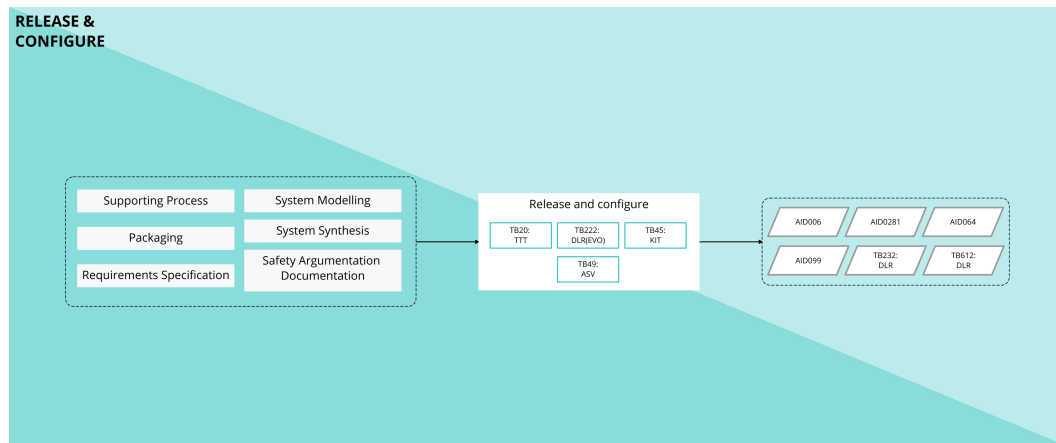 RELEASE &
CONFIGURE
Supporting Process
Packaging
Requirements Specification
System Modelling
System Synthesis
Safety Argumentation
Documentation
Release and configure
TB20:
TTT
TB222:
DLR(EVO)
TB45:
KIT
TB49:
ASV
AID006
AID0281
AID064
AID099
TB232:
DLR
TB612:
DLR